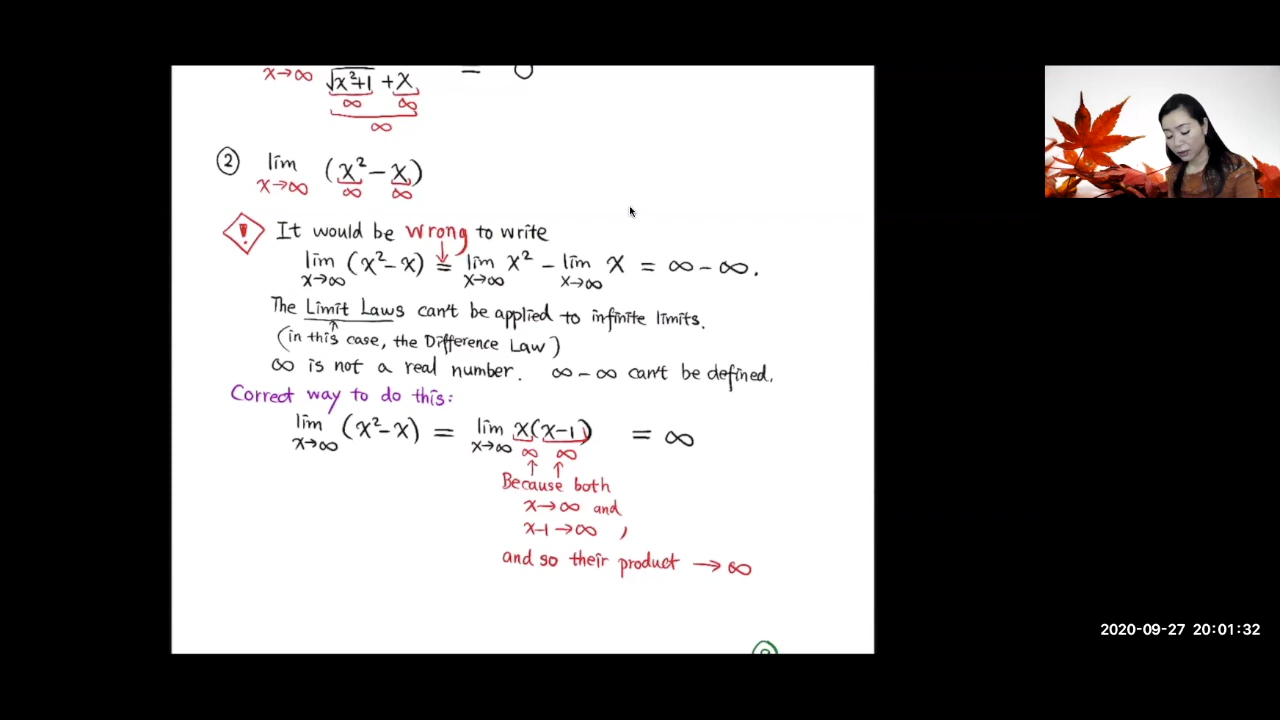 x→∞ √x²+1 + x = 0
∞ ∞
∞
② lim (x² - x)
x→∞ ∞ ∞
! It would be wrong to write
lim (x² - x) = lim x² - lim x = ∞ - ∞.
x→∞ x→∞ x→∞
The Limit Laws can't be applied to infinite limits.
(in this case, the Difference Law)
∞ is not a real number. ∞ - ∞ can't be defined.
Correct way to do this:
lim (x² - x) = lim x(x-1) = ∞
x→∞ x→∞ ∞ ∞
Because both
x→∞ and
x-1→∞ ,
and so their product → ∞
2020-09-27 20:01:32